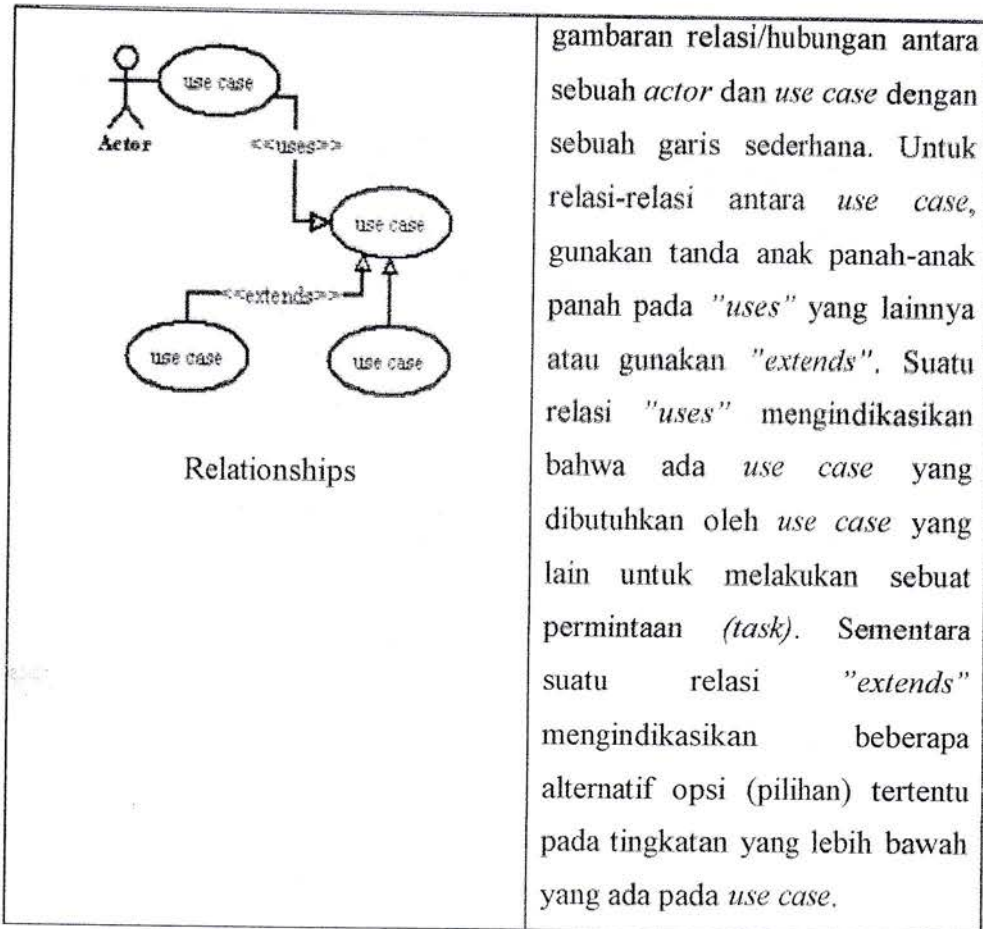 use case
Actor
<<uses>>
use case
<<extends>>
use case
use case
Relationships
gambaran relasi/hubungan antara
sebuah actor dan use case dengan
sebuah garis sederhana. Untuk
relasi-relasi antara use case,
gunakan tanda anak panah-anak
panah pada "uses" yang lainnya
atau gunakan "extends". Suatu
relasi "uses" mengindikasikan
bahwa ada use case yang
dibutuhkan oleh use case yang
lain untuk melakukan sebuat
permintaan (task). Sementara
suatu relasi "extends"
mengindikasikan beberapa
alternatif opsi (pilihan) tertentu
pada tingkatan yang lebih bawah
yang ada pada use case.